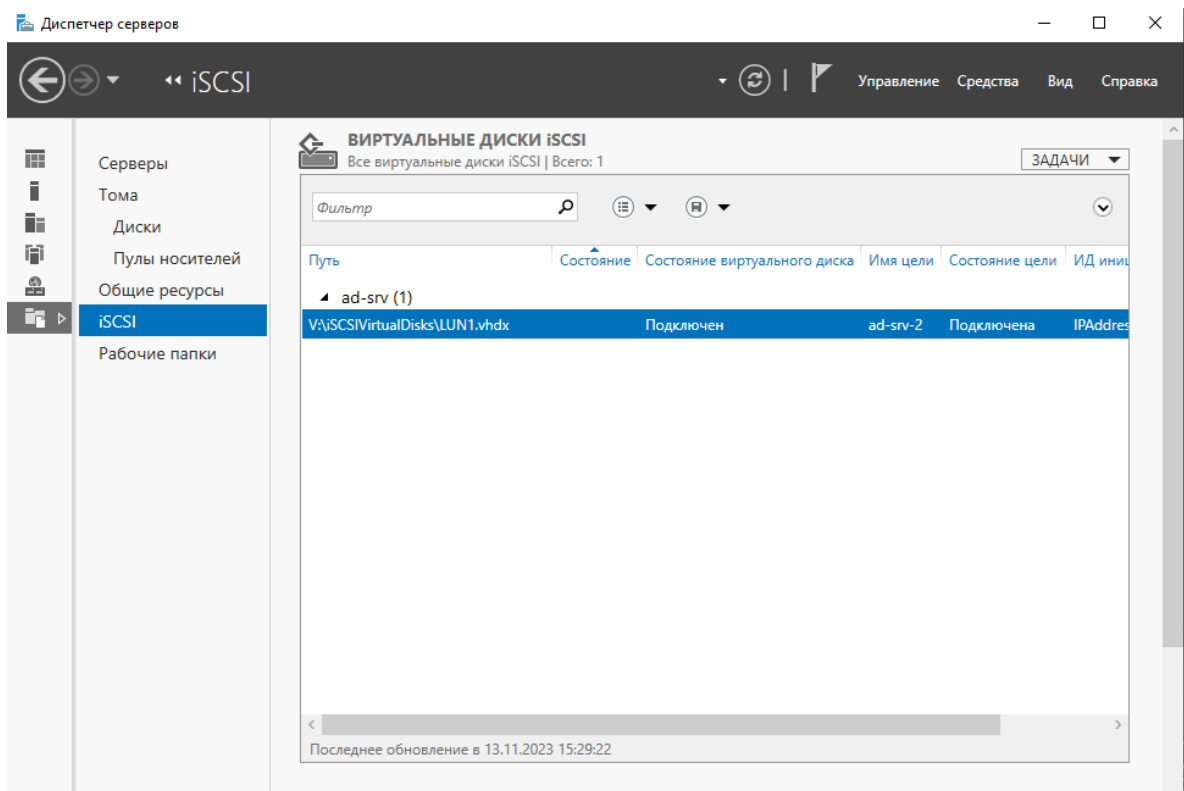 Диспетчер серверов
iSCSI
Управление Средства Вид Справка
Серверы
Тома
Диски
Пулы носителей
Общие ресурсы
iSCSI
Рабочие папки
ВИРТУАЛЬНЫЕ ДИСКИ iSCSI
Все виртуальные диски iSCSI | Всего: 1
ЗАДАЧИ
Фильтр
Путь Состояние Состояние виртуального диска Имя цели Состояние цели ИД иниц
ad-srv (1)
V:\iSCSIVirtualDisks\LUN1.vhdx Подключен ad-srv-2 Подключена IPAddres
Последнее обновление в 13.11.2023 15:29:22